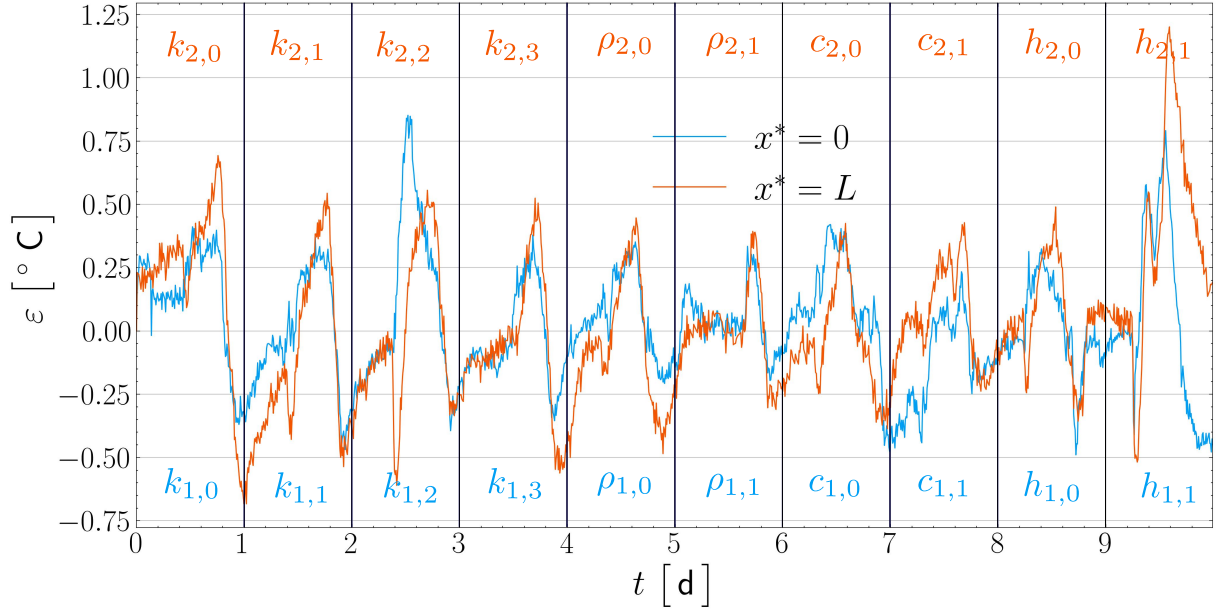 1.25
1.00
0.75
0.50
0.25
0.00
−0.25
−0.50
−0.75
ε [° C]
k2,0 k2,1 k2,2 k2,3 ρ2,0 ρ2,1 c2,0 c2,1 h2,0 h2,1
x* = 0
x* = L
k1,0 k1,1 k1,2 k1,3 ρ1,0 ρ1,1 c1,0 c1,1 h1,0 h1,1
0 1 2 3 4 5 6 7 8 9
t [d]